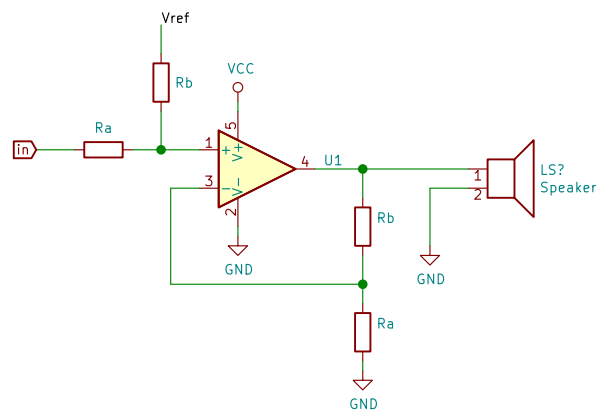 Vref
Rb
VCC
Ra
in
1
5
+
V+
U1
4
3
-
V-
2
GND
LS?
Speaker
1
2
Rb
GND
Ra
GND